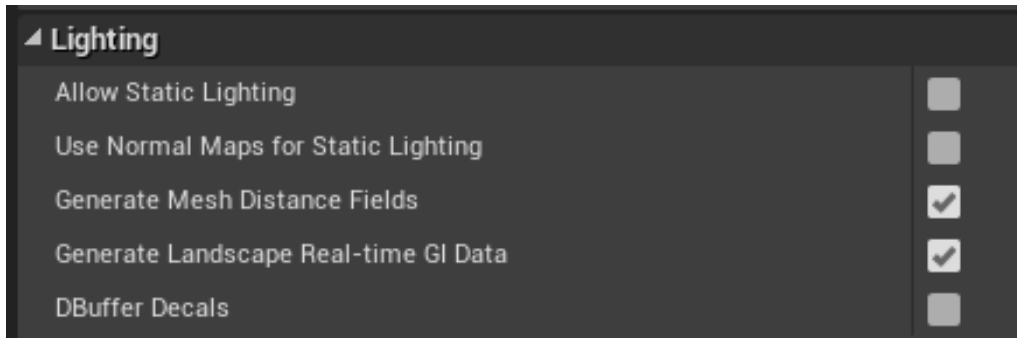 Lighting
Allow Static Lighting
Use Normal Maps for Static Lighting
Generate Mesh Distance Fields
Generate Landscape Real-time GI Data
DBuffer Decals